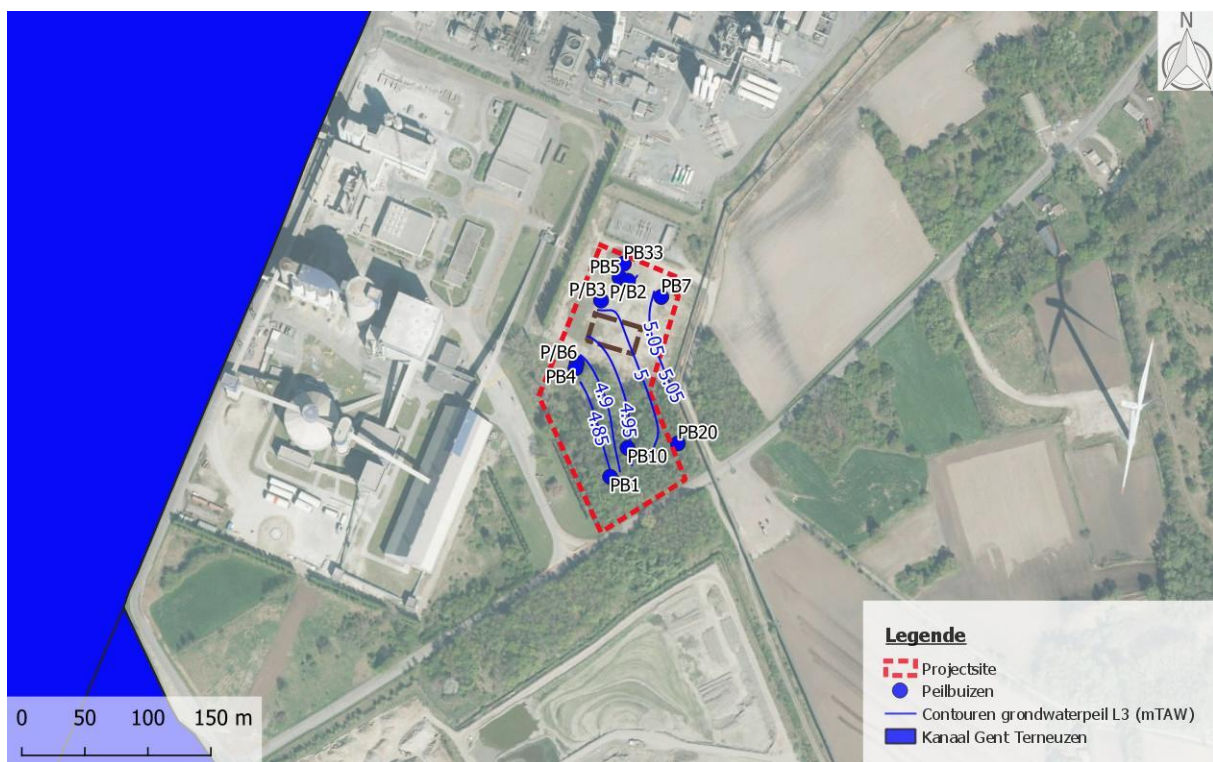 N
PB33
PB5
P/B3
P/B2
PB7
5.05
5.05
5
P/B6
PB4
4.9
4.85
4.95
PB20
PB10
PB1
Legende
Projectsite
Peilbuizen
Contouren grondwaterpeil L3 (mTAW)
Kanaal Gent Terneuzen
0 50 100 150 m